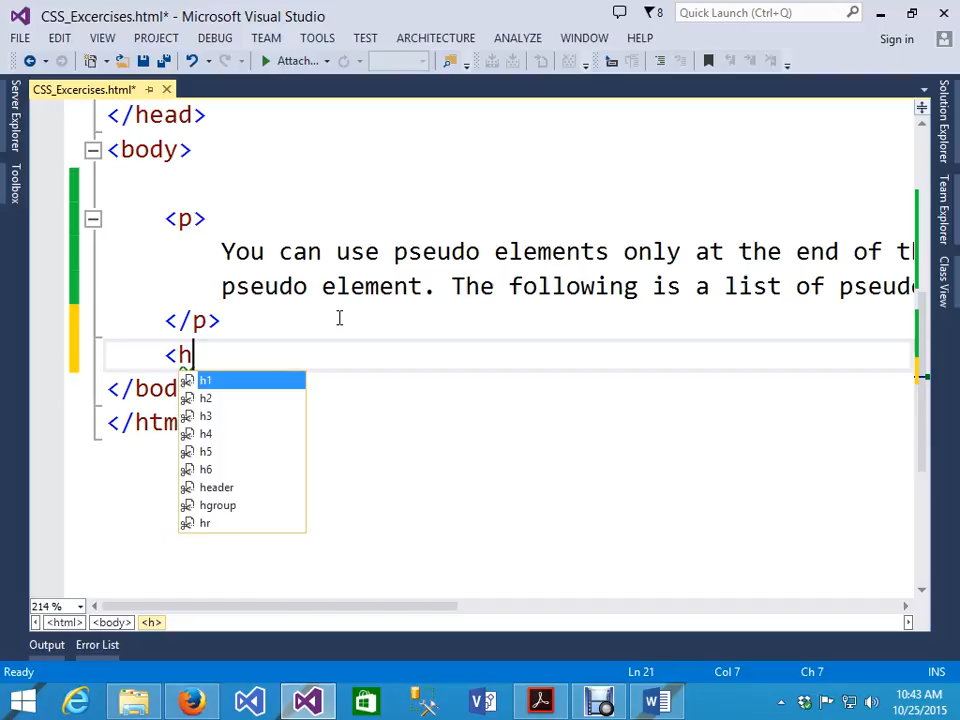 CSS_Excercises.html* - Microsoft Visual Studio
8
Quick Launch (Ctrl+Q)
FILE EDIT VIEW PROJECT DEBUG TEAM TOOLS TEST ARCHITECTURE ANALYZE WINDOW HELP
Sign in
Attach...
CSS_Excercises.html*
Server Explorer
Toolbox
Solution Explorer
Team Explorer
Class View
</head>
<body>
<p>
You can use pseudo elements only at the end of
pseudo element. The following is a list of
</p>
<h
</bod
</htm
h1
h2
h3
h4
h5
h6
header
hgroup
hr
214 %
<html> <body> <h>
Output Error List
Ready
Ln 21 Col 7 Ch 7 INS
10:43 AM
10/25/2015